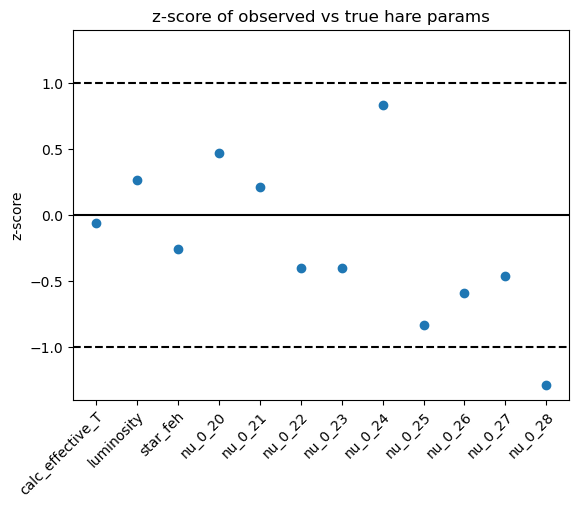 z-score of observed vs true hare params
z-score
1.0
0.5
0.0
−0.5
−1.0
calc_effective_T
luminosity
star_feh
nu_0_20
nu_0_21
nu_0_22
nu_0_23
nu_0_24
nu_0_25
nu_0_26
nu_0_27
nu_0_28